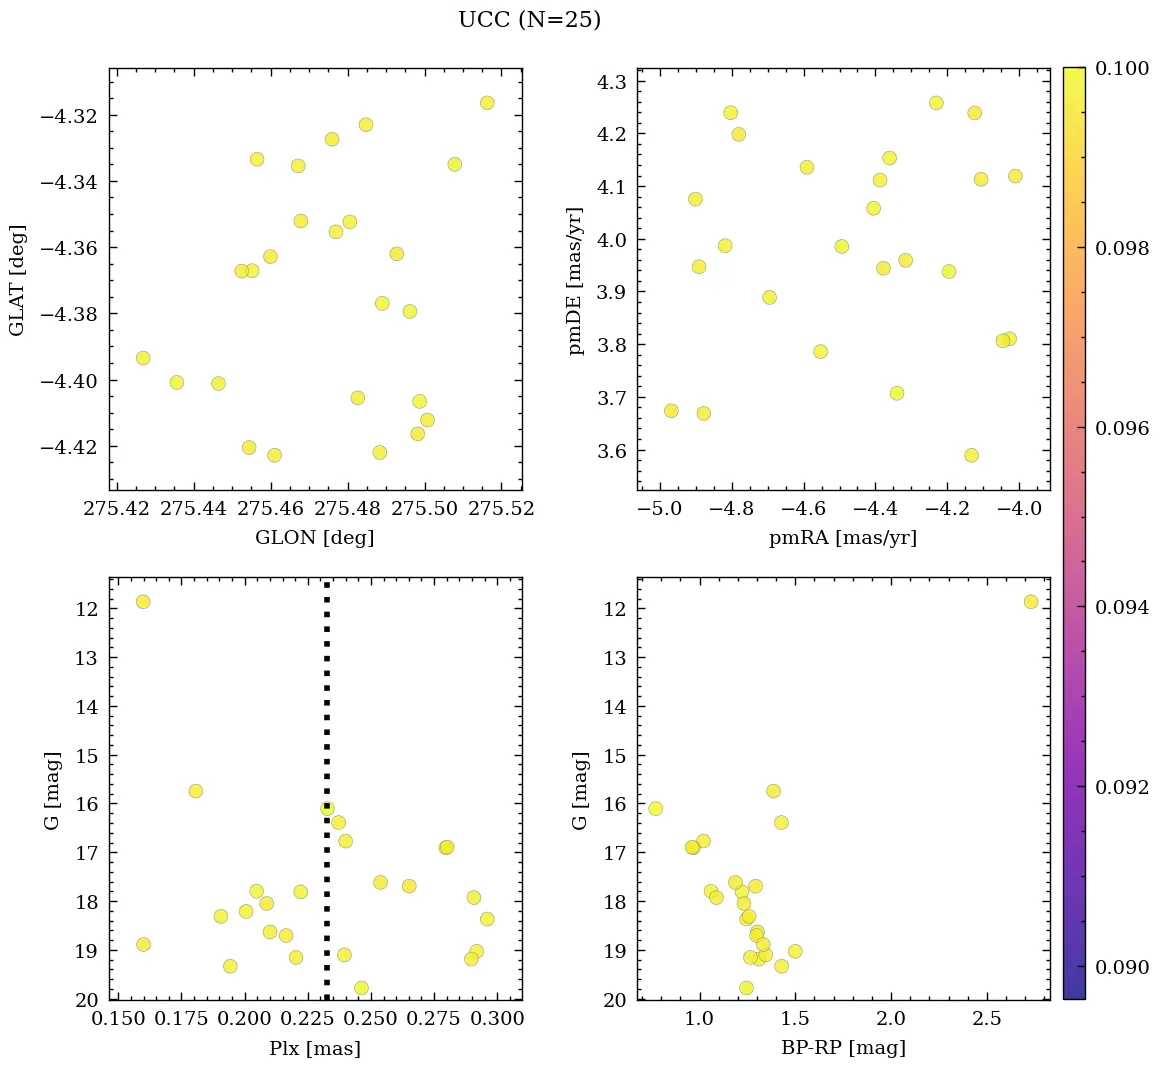 UCC (N=25)
−4.32
−4.34
−4.36
−4.38
−4.40
−4.42
GLAT [deg]
275.42 275.44 275.46 275.48 275.50 275.52
GLON [deg]
4.3
4.2
4.1
4.0
3.9
3.8
3.7
3.6
pmDE [mas/yr]
−5.0 −4.8 −4.6 −4.4 −4.2 −4.0
pmRA [mas/yr]
12
13
14
15
16
17
18
19
20
G [mag]
0.150 0.175 0.200 0.225 0.250 0.275 0.300
Plx [mas]
12
13
14
15
16
17
18
19
20
G [mag]
1.0 1.5 2.0 2.5
BP-RP [mag]
0.100
0.098
0.096
0.094
0.092
0.090